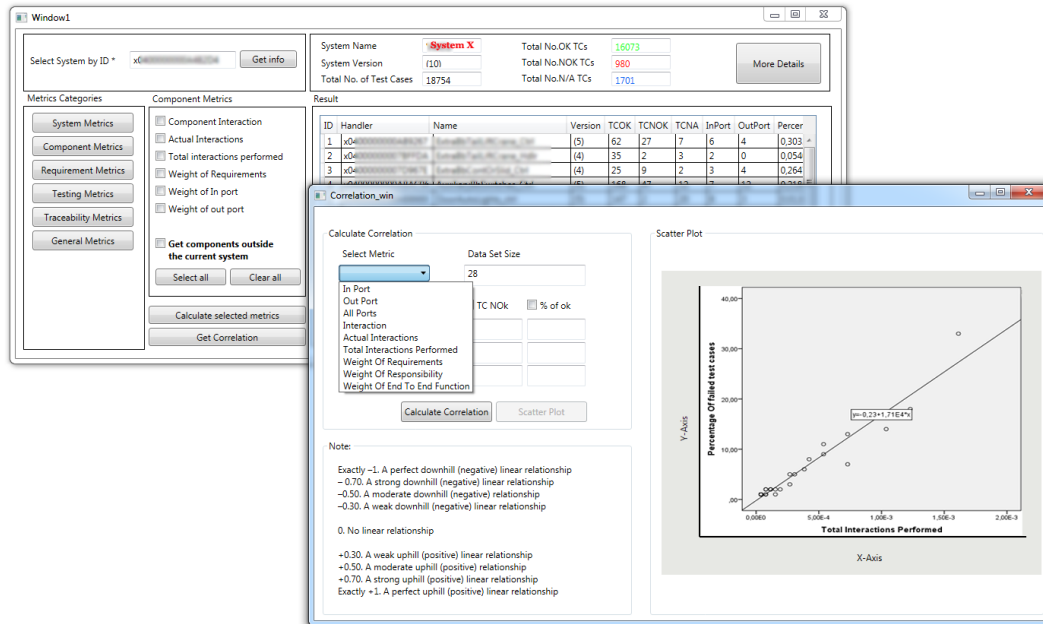 Window1
Select System by ID *
Get info
System Name
System X
System Version
(10)
Total No. of Test Cases
18754
Total No.OK TCs
16073
Total No.NOK TCs
980
Total No.N/A TCs
1701
More Details
Metrics Categories
System Metrics
Component Metrics
Requirement Metrics
Testing Metrics
Traceability Metrics
General Metrics
Component Metrics
Component Interaction
Actual Interactions
Total interactions performed
Weight of Requirements
Weight of In port
Weight of out port
Get components outside
the current system
Select all
Clear all
Calculate selected metrics
Get Correlation
Result
ID Handler Name Version TCOK TCNOK TCNA InPort OutPort Percer
1 (5) 62 27 7 6 4 0,303
2 (4) 35 2 3 2 0 0,054
3 (4) 25 9 2 3 4 0,264
Correlation_win
Calculate Correlation
Select Metric
Data Set Size
28
In Port
Out Port
All Ports
Interaction
Actual Interactions
Total Interactions Performed
Weight Of Requirements
Weight Of Responsibility
Weight Of End To End Function
TC NOk
% of ok
Calculate Correlation
Scatter Plot
Note:
Exactly –1. A perfect downhill (negative) linear relationship
– 0.70. A strong downhill (negative) linear relationship
–0.50. A moderate downhill (negative) relationship
–0.30. A weak downhill (negative) linear relationship
0. No linear relationship
+0.30. A weak uphill (positive) linear relationship
+0.50. A moderate uphill (positive) relationship
+0.70. A strong uphill (positive) linear relationship
Exactly +1. A perfect uphill (positive) linear relationship
Scatter Plot
Y-Axis
Percentage Of failed test cases
40,00
30,00
20,00
10,00
,00
y=-0,23+1,71E4*x
0,00E0
5,00E-4
1,00E-3
1,50E-3
2,00E-3
Total Interactions Performed
X-Axis